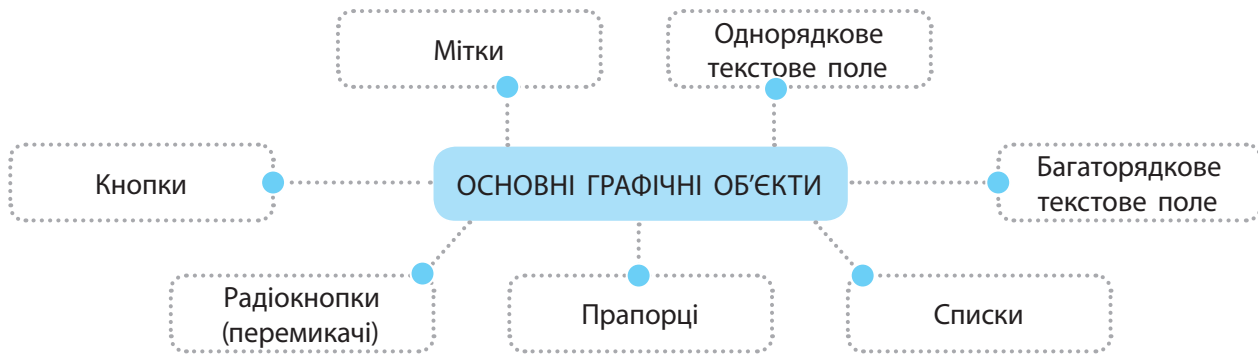 Мітки
Однорядкове
текстове поле
Кнопки
ОСНОВНІ ГРАФІЧНІ ОБ’ЄКТИ
Багаторядкове
текстове поле
Радіокнопки
(перемикачі)
Прапорці
Списки